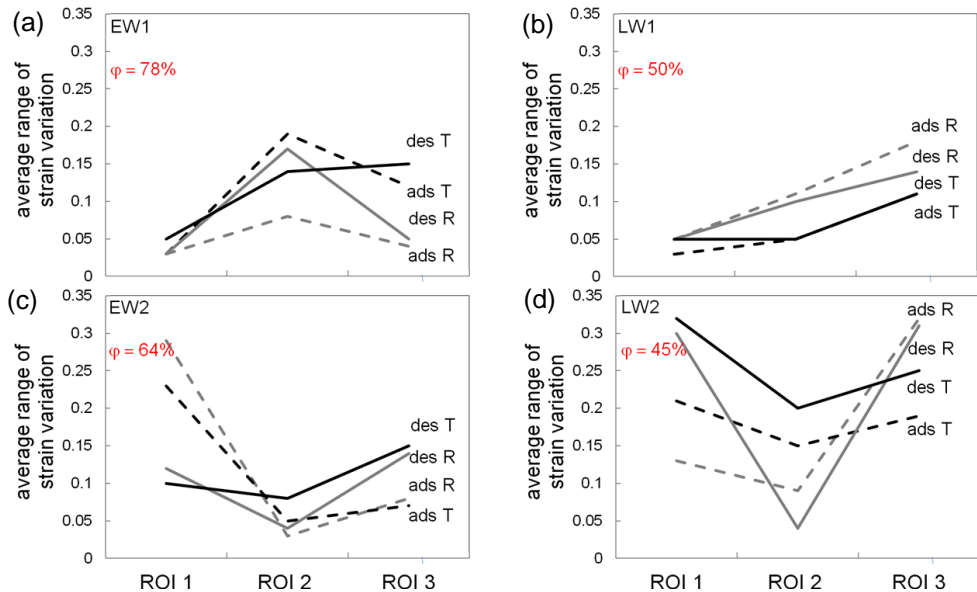 (a)
EW1
φ = 78%
average range of
strain variation
0.35
0.3
0.25
0.2
0.15
0.1
0.05
0
des T
ads T
des R
ads R
(b)
LW1
φ = 50%
average range of
strain variation
0.35
0.3
0.25
0.2
0.15
0.1
0.05
0
ads R
des R
des T
ads T
(c)
EW2
φ = 64%
average range of
strain variation
0.35
0.3
0.25
0.2
0.15
0.1
0.05
0
des T
des R
ads R
ads T
ROI 1 ROI 2 ROI 3
(d)
LW2
φ = 45%
average range of
strain variation
0.35
0.3
0.25
0.2
0.15
0.1
0.05
0
ads R
des R
des T
ads T
ROI 1 ROI 2 ROI 3